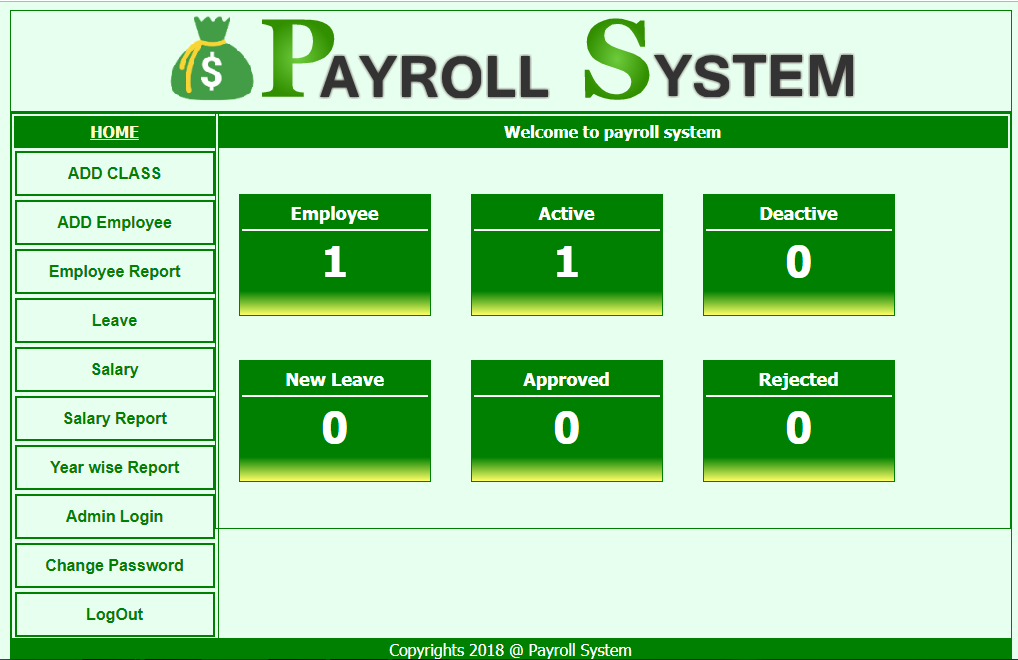 $ PAYROLL SYSTEM
HOME
Welcome to payroll system
ADD CLASS
ADD Employee
Employee Report
Leave
Salary
Salary Report
Year wise Report
Admin Login
Change Password
LogOut
Employee
1
Active
1
Deactive
0
New Leave
0
Approved
0
Rejected
0
Copyrights 2018 @ Payroll System